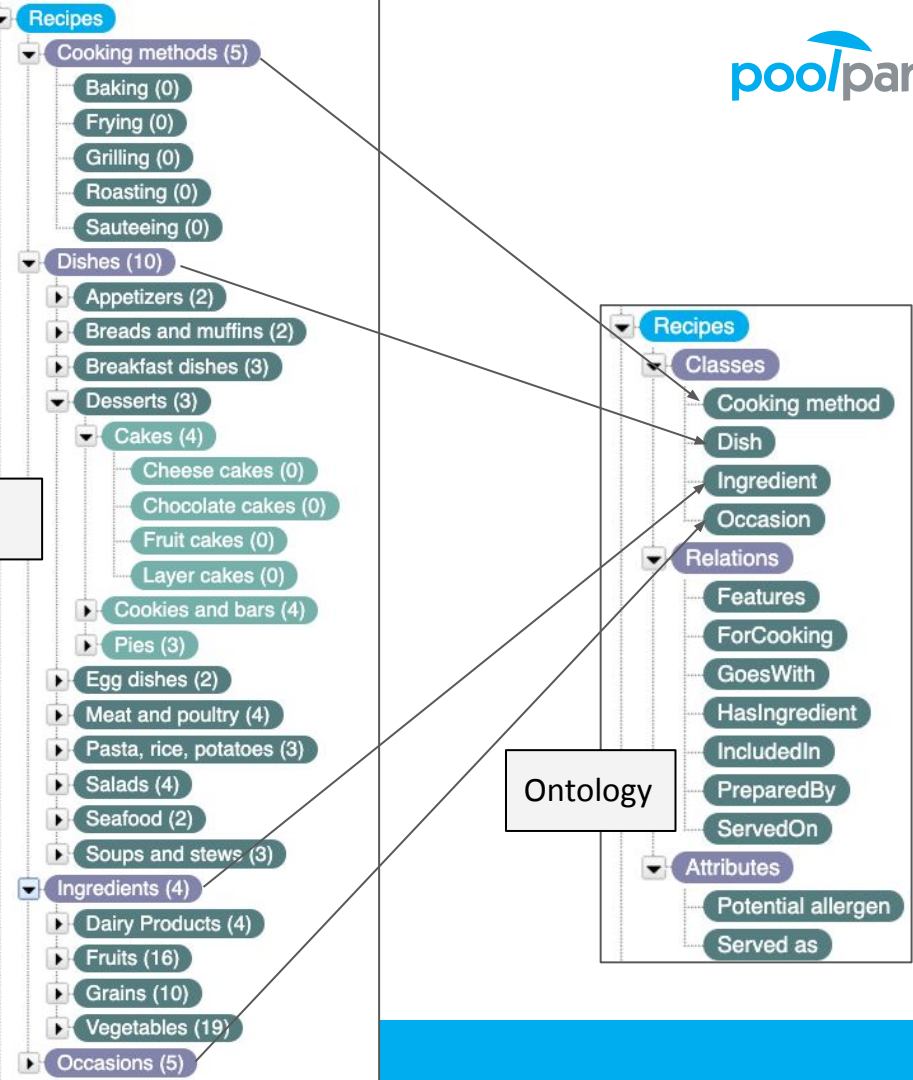 Recipes
Cooking methods (5)
Baking (0)
Frying (0)
Grilling (0)
Roasting (0)
Sauteeing (0)
Dishes (10)
Appetizers (2)
Breads and muffins (2)
Breakfast dishes (3)
Desserts (3)
Cakes (4)
Cheese cakes (0)
Chocolate cakes (0)
Fruit cakes (0)
Layer cakes (0)
Cookies and bars (4)
Pies (3)
Egg dishes (2)
Meat and poultry (4)
Pasta, rice, potatoes (3)
Salads (4)
Seafood (2)
Soups and stews (3)
Ingredients (4)
Dairy Products (4)
Fruits (16)
Grains (10)
Vegetables (19)
Occasions (5)
poolpar
Recipes
Classes
Cooking method
Dish
Ingredient
Occasion
Relations
Features
ForCooking
GoesWith
HasIngredient
IncludedIn
PreparedBy
ServedOn
Attributes
Potential allergen
Served as
Ontology